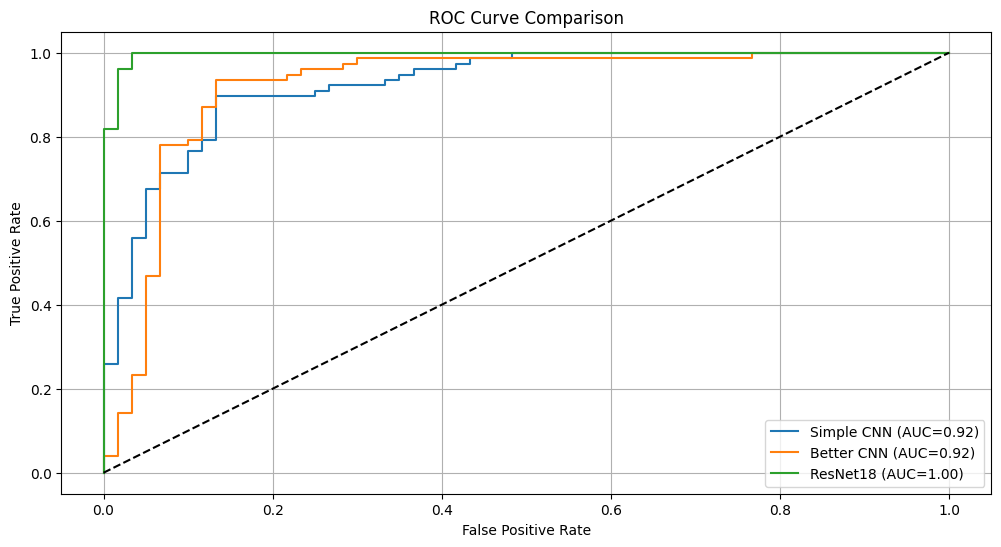 ROC Curve Comparison
True Positive Rate
1.0
0.8
0.6
0.4
0.2
0.0
0.0 0.2 0.4 0.6 0.8 1.0
False Positive Rate
Simple CNN (AUC=0.92)
Better CNN (AUC=0.92)
ResNet18 (AUC=1.00)